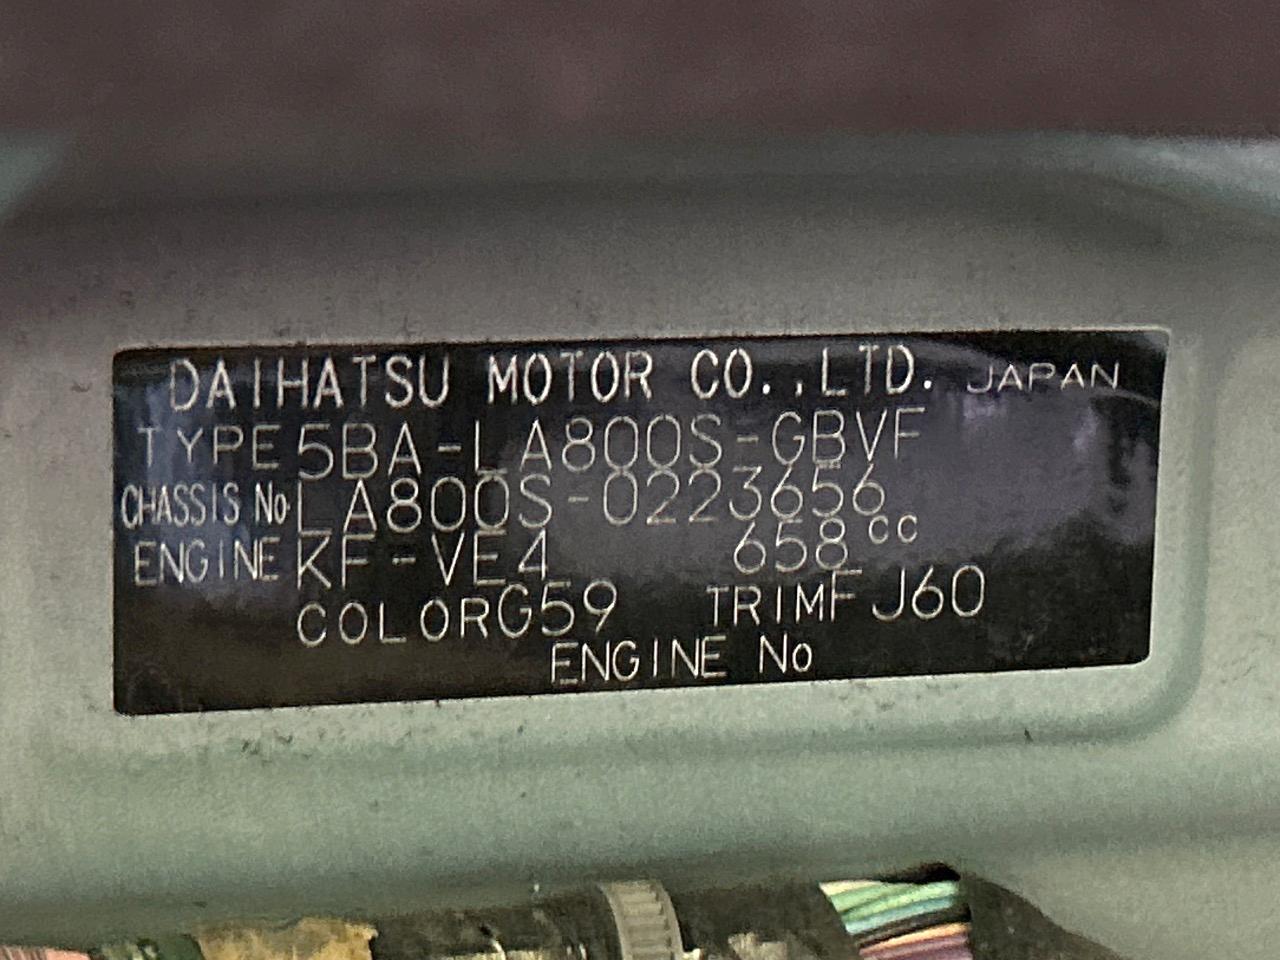 DAIHATSU MOTOR CO.,LTD. JAPAN
TYPE 5BA-LA800S-GBVF
CHASSIS No LA800S-0223656
ENGINE KF-VE4 658cc
COLOR G59 TRIM FJ60
ENGINE No